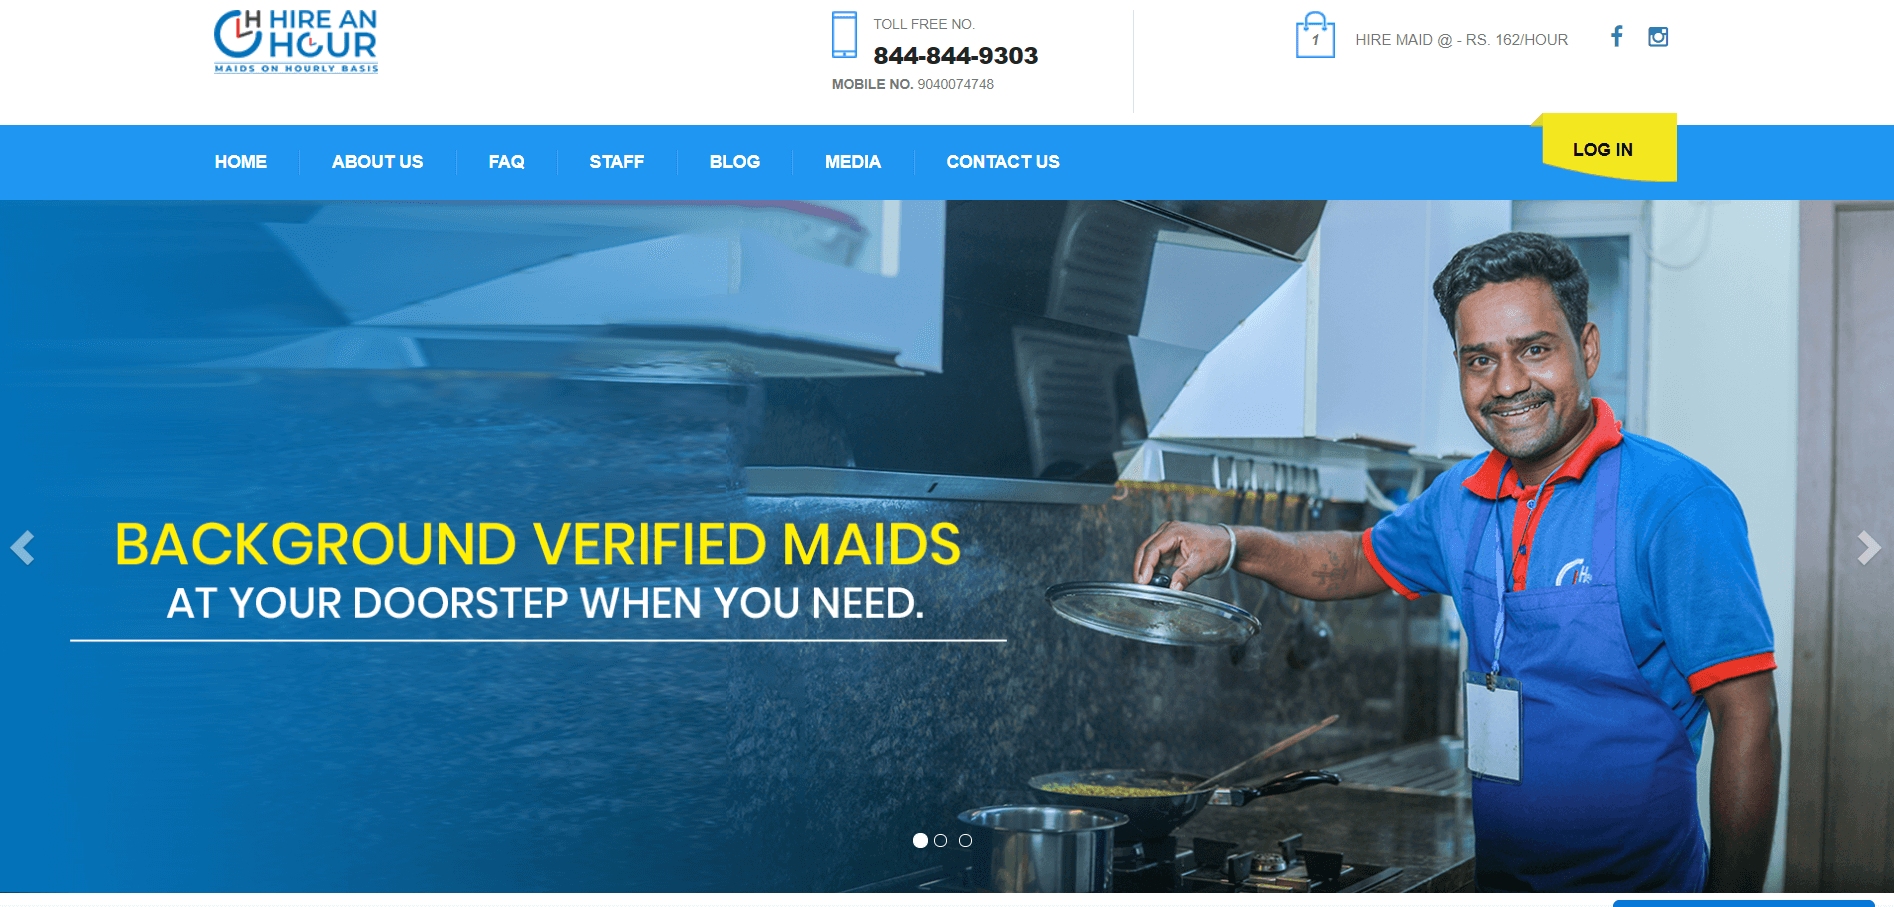 HIRE AN
HOUR
MAIDS ON HOURLY BASIS
TOLL FREE NO.
844-844-9303
MOBILE NO. 9040074748
1
HIRE MAID @ - RS. 162/HOUR
HOME
ABOUT US
FAQ
STAFF
BLOG
MEDIA
CONTACT US
LOG IN
BACKGROUND VERIFIED MAIDS
AT YOUR DOORSTEP WHEN YOU NEED.